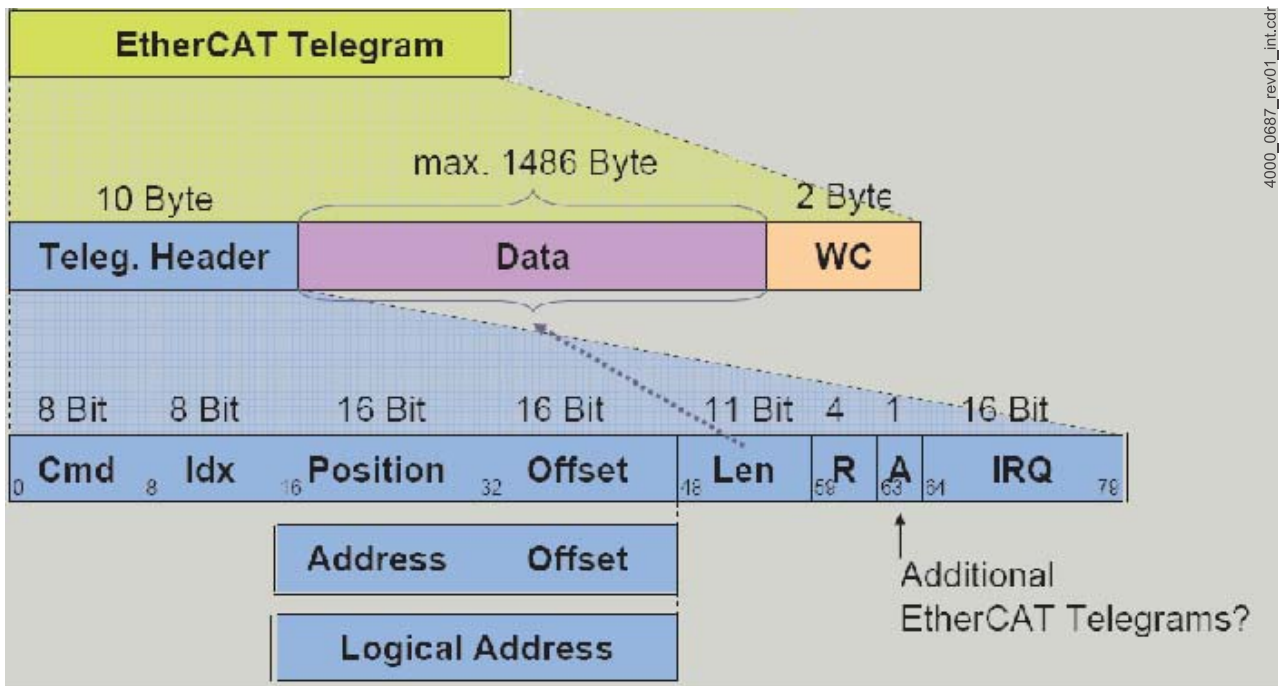 EtherCAT Telegram
4000_0687_rev01_int.cdr
max. 1486 Byte
10 Byte
2 Byte
Teleg. Header Data WC
8 Bit 8 Bit 16 Bit 16 Bit 11 Bit 4 1 16 Bit
Cmd Idx Position Offset Len R A IRQ
0 8 16 32 48 59 63 64 79
Address Offset
Additional
EtherCAT Telegrams?
Logical Address